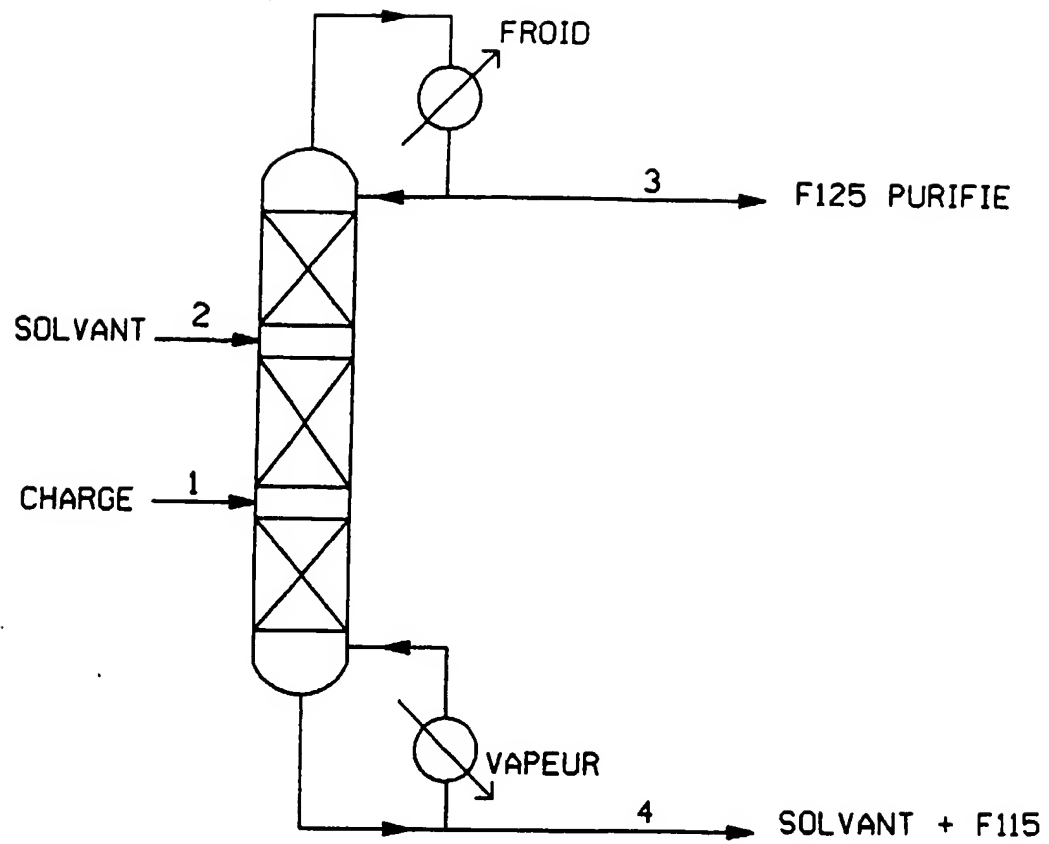 FROID
3
F125 PURIFIE
2
SOLVANT
1
CHARGE
VAPEUR
4
SOLVANT + F115